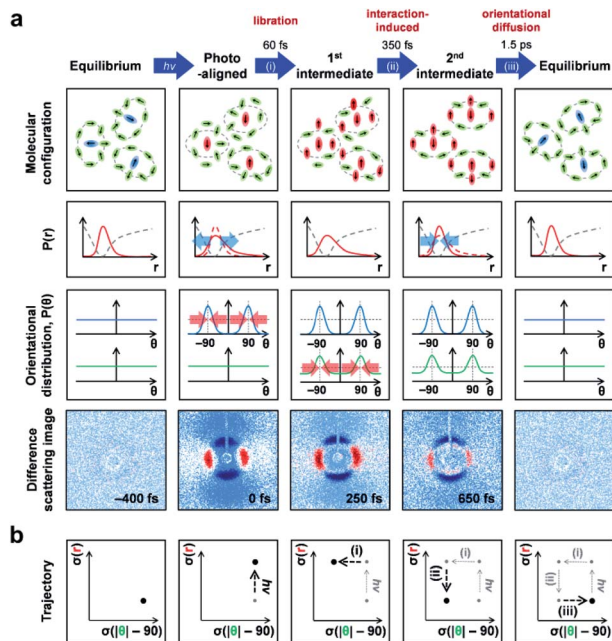 a
libration
interaction-
induced
orientational
diffusion
60 fs
350 fs
1.5 ps
Equilibrium
hν
Photo
-aligned
(i)
1st
intermediate
(ii)
2nd
intermediate
(iii)
Equilibrium
Molecular
configuration
P(r)
r
r
r
r
r
Orientational
distribution, P(θ)
θ
−90
90
θ
−90
90
θ
−90
90
θ
θ
θ
θ
−90
90
θ
−90
90
θ
θ
Difference
scattering image
−400 fs
0 fs
250 fs
650 fs
b
Trajectory
σ(r)
σ(|θ| − 90)
σ(r)
hν
σ(|θ| − 90)
σ(r)
(i)
hν
σ(|θ| − 90)
σ(r)
(i)
(ii)
hν
σ(|θ| − 90)
σ(r)
(i)
(ii)
hν
(iii)
σ(|θ| − 90)